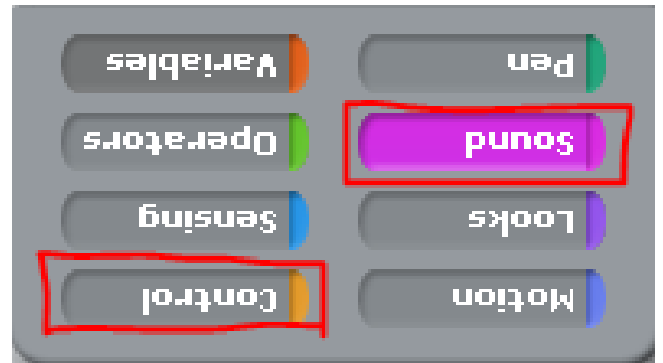 Motion Control
Looks Sensing
Sound Operators
Pen Variables